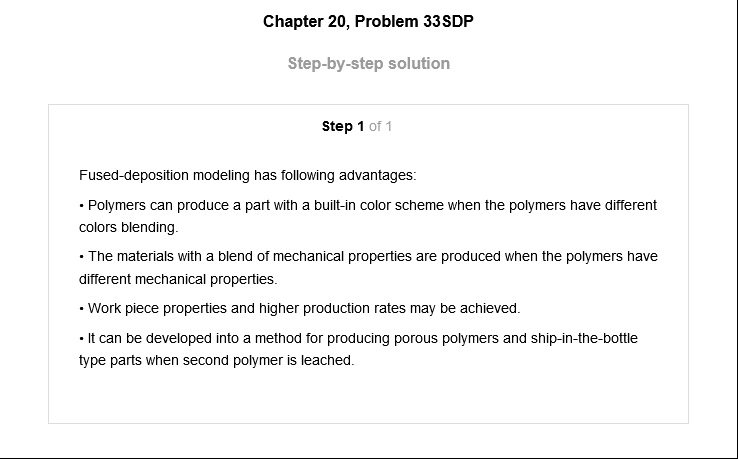 Chapter 20, Problem 33SDP
Step-by-step solution
Step 1 of 1
Fused-deposition modeling has following advantages:
• Polymers can produce a part with a built-in color scheme when the polymers have different
colors blending.
• The materials with a blend of mechanical properties are produced when the polymers have
different mechanical properties.
• Work piece properties and higher production rates may be achieved.
• It can be developed into a method for producing porous polymers and ship-in-the-bottle
type parts when second polymer is leached.